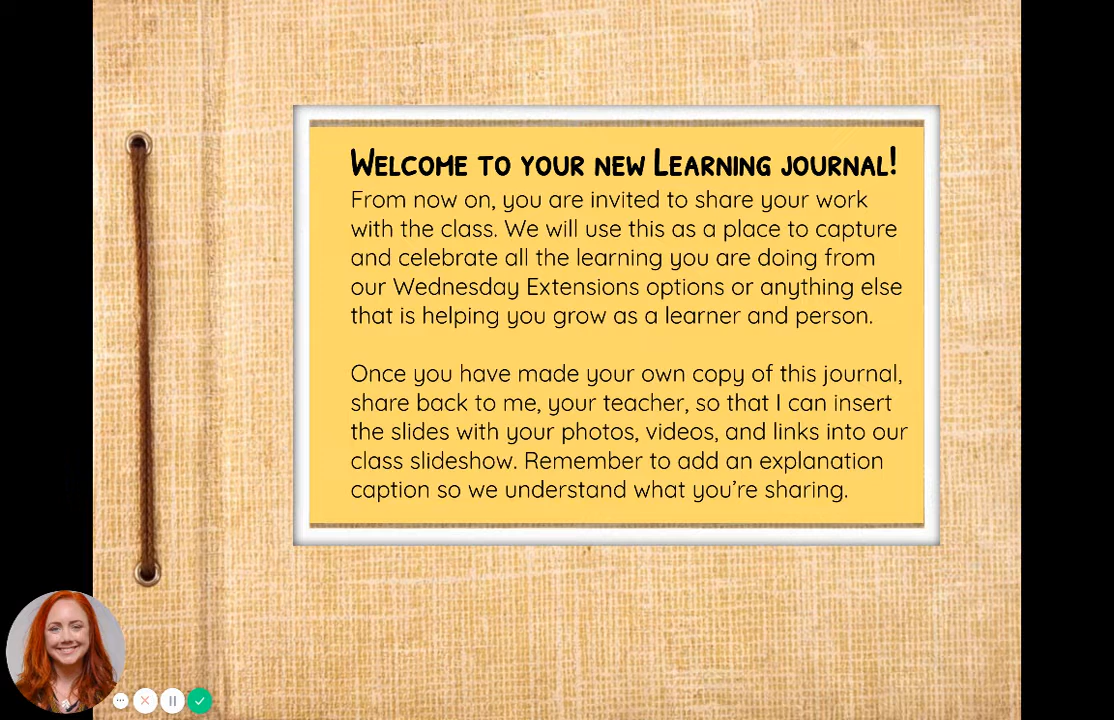 Welcome to your new Learning journal!
From now on, you are invited to share your work
with the class. We will use this as a place to capture
and celebrate all the learning you are doing from
our Wednesday Extensions options or anything else
that is helping you grow as a learner and person.
Once you have made your own copy of this journal,
share back to me, your teacher, so that I can insert
the slides with your photos, videos, and links into our
class slideshow. Remember to add an explanation
caption so we understand what you’re sharing.